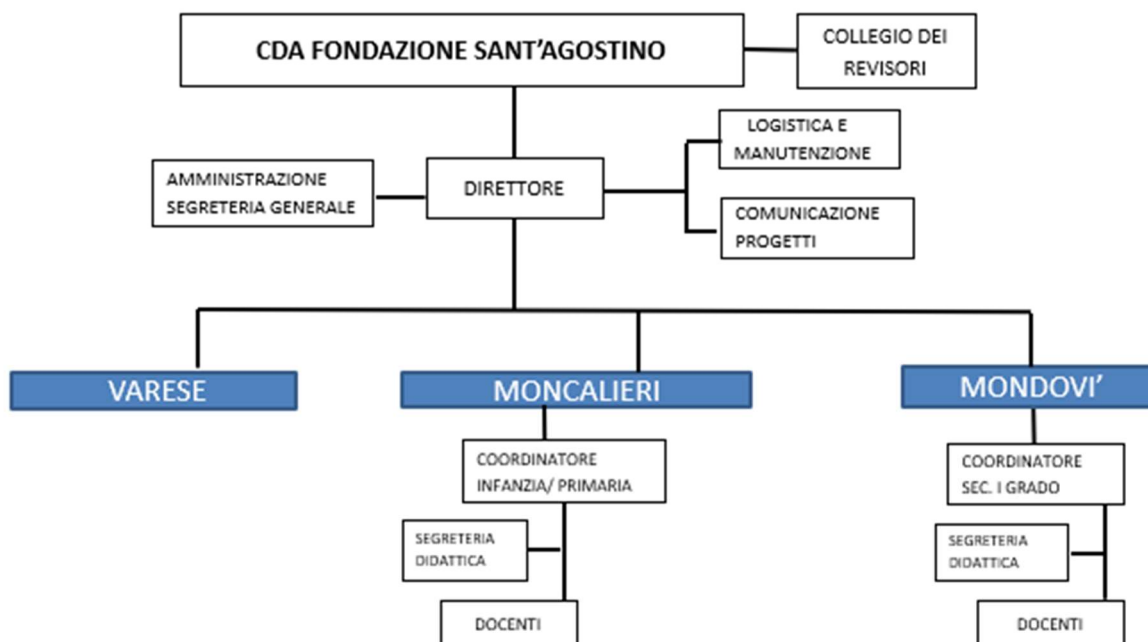 CDA FONDAZIONE SANT’AGOSTINO
COLLEGIO DEI
REVISORI
LOGISTICA E
MANUTENZIONE
AMMINISTRAZIONE
SEGRETERIA GENERALE
DIRETTORE
COMUNICAZIONE
PROGETTI
VARESE
MONCALIERI
MONDOVI’
COORDINATORE
INFANZIA/ PRIMARIA
COORDINATORE
SEC. I GRADO
SEGRETERIA
DIDATTICA
SEGRETERIA
DIDATTICA
DOCENTI
DOCENTI